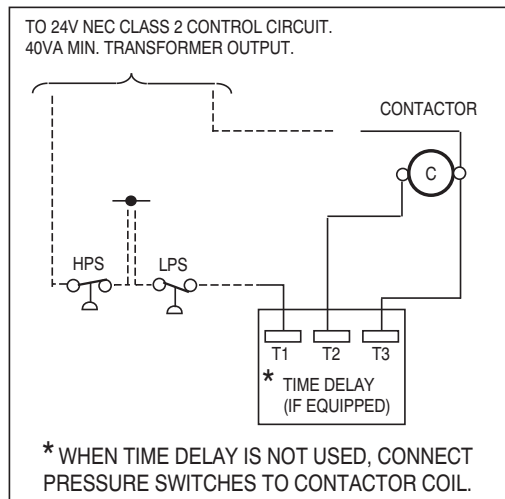 TO 24V NEC CLASS 2 CONTROL CIRCUIT.
40VA MIN. TRANSFORMER OUTPUT.
CONTACTOR
C
HPS
LPS
T1 T2 T3
* TIME DELAY
(IF EQUIPPED)
* WHEN TIME DELAY IS NOT USED, CONNECT
PRESSURE SWITCHES TO CONTACTOR COIL.